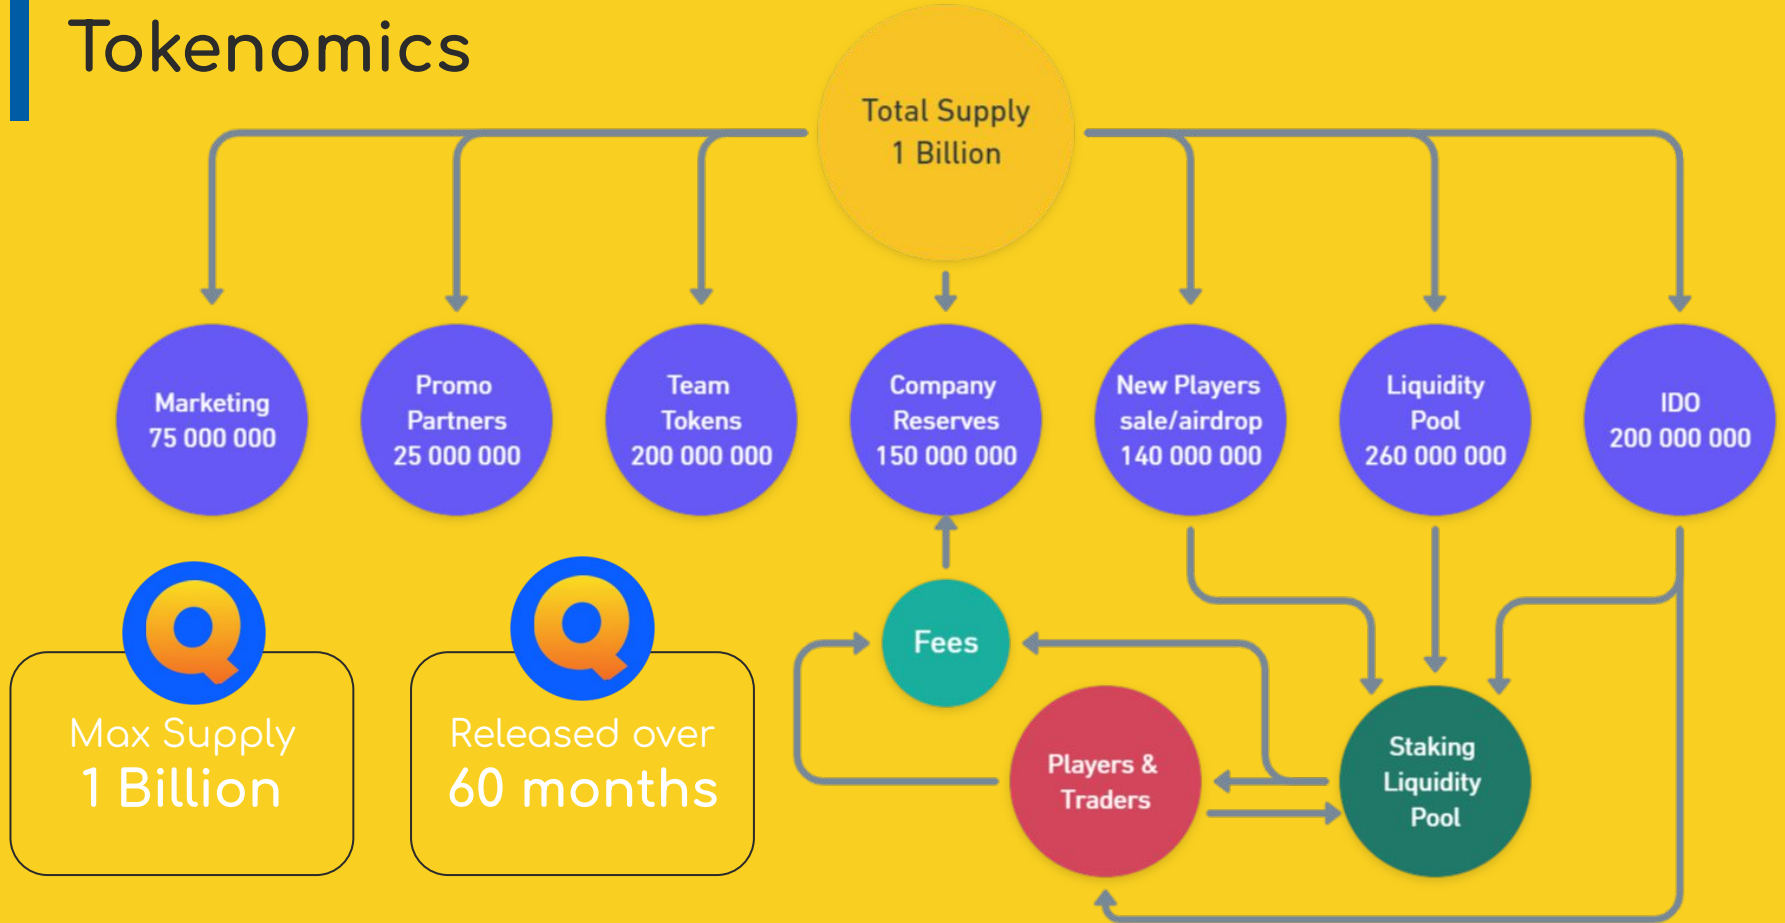 Tokenomics
Total Supply
1 Billion
Marketing
75 000 000
Promo
Partners
25 000 000
Team
Tokens
200 000 000
Company
Reserves
150 000 000
New Players
sale/airdrop
140 000 000
Liquidity
Pool
260 000 000
IDO
200 000 000
Fees
Players &
Traders
Staking
Liquidity
Pool
Q
Max Supply
1 Billion
Q
Released over
60 months